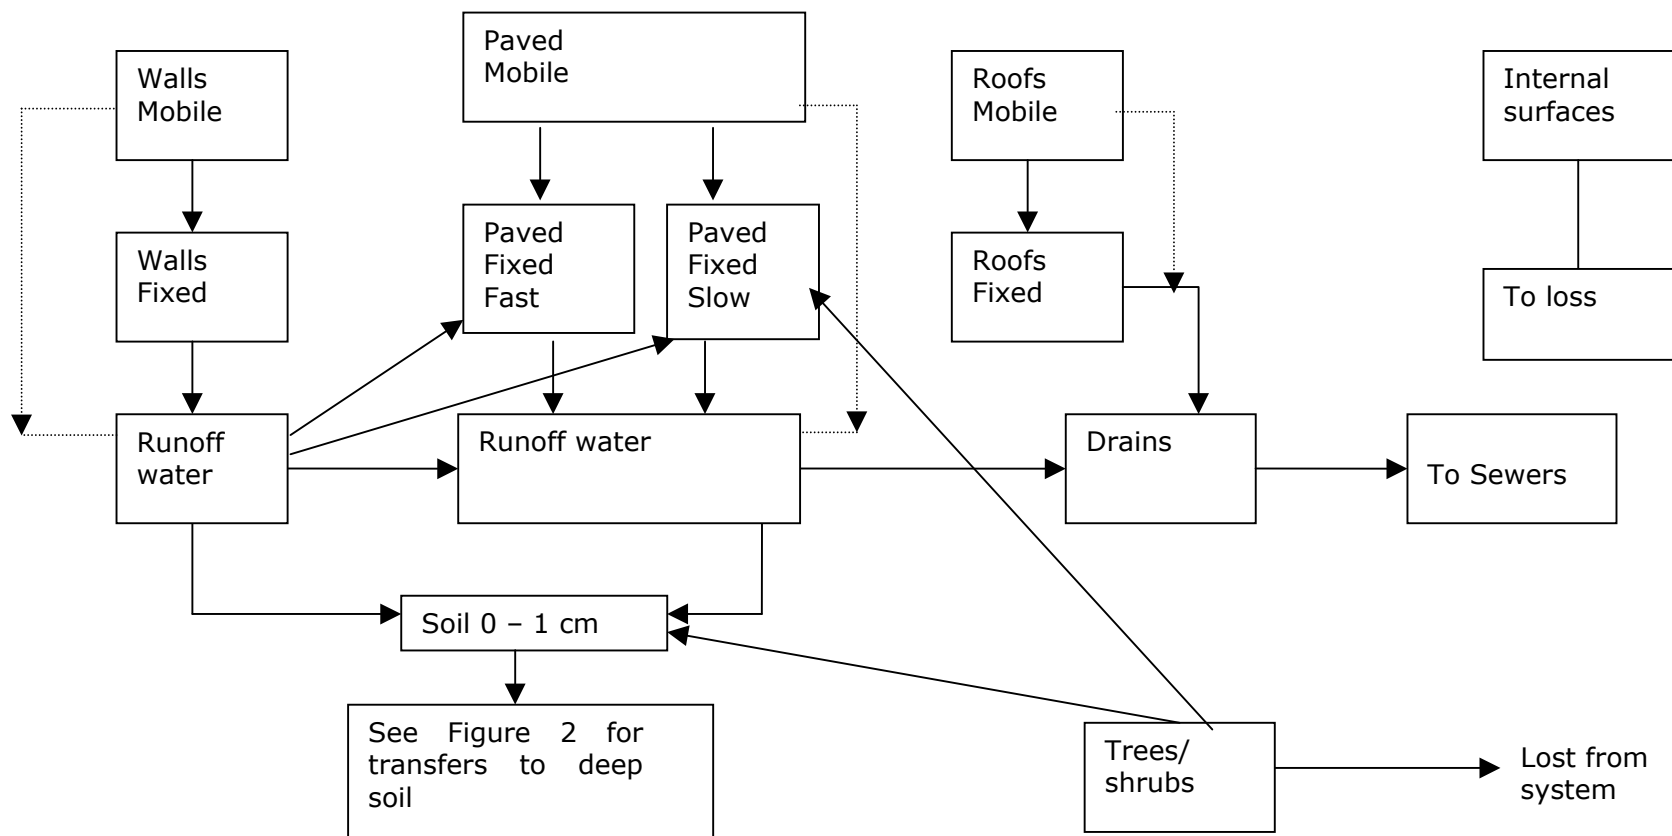 Paved
Mobile
Walls
Mobile
Roofs
Mobile
Internal
surfaces
Walls
Fixed
Paved
Fixed
Fast
Paved
Fixed
Slow
Roofs
Fixed
To loss
Runoff
water
Runoff water
Drains
To Sewers
Soil 0 – 1 cm
See Figure 2 for
transfers to deep
soil
Trees/
shrubs
Lost from
system